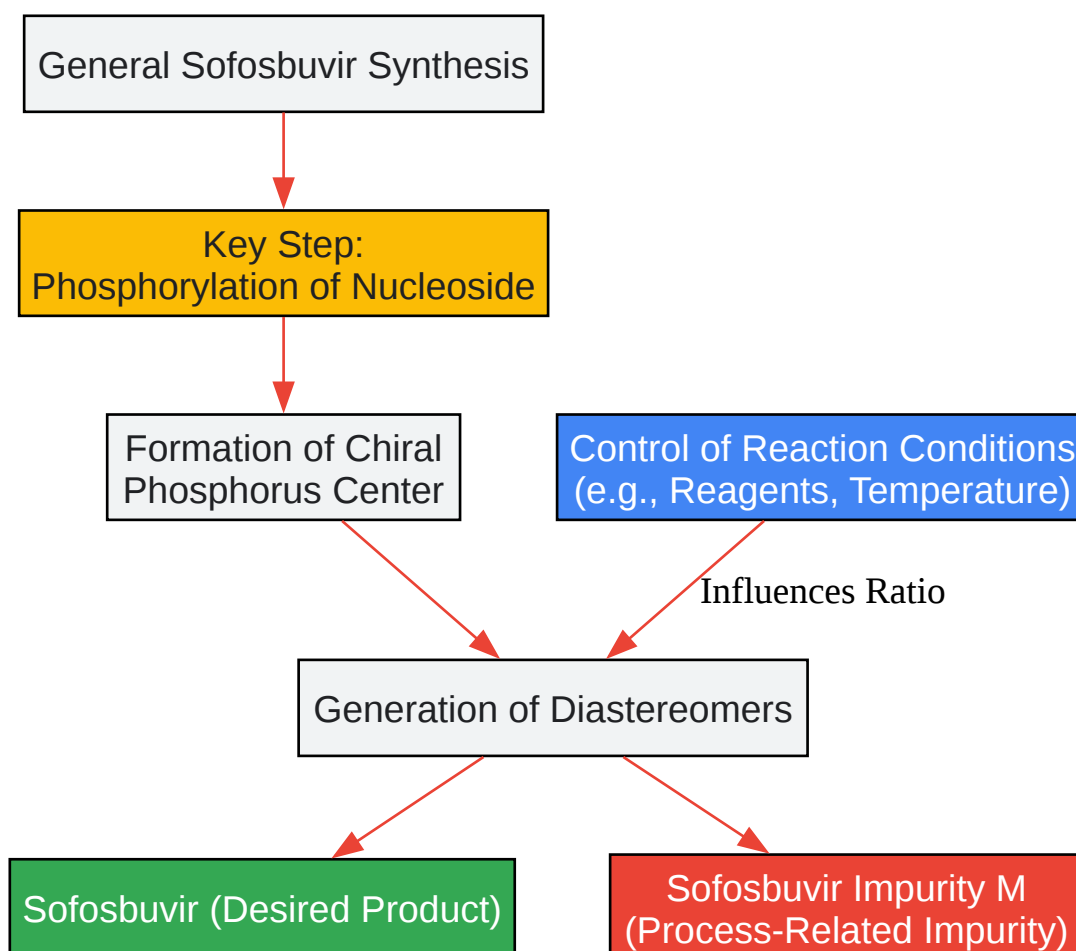 General Sofosbuvir Synthesis
Key Step:
Phosphorylation of Nucleoside
Formation of Chiral
Phosphorus Center
Control of Reaction Conditions
(e.g., Reagents, Temperature)
Influences Ratio
Generation of Diastereomers
Sofosbuvir (Desired Product)
Sofosbuvir Impurity M
(Process-Related Impurity)